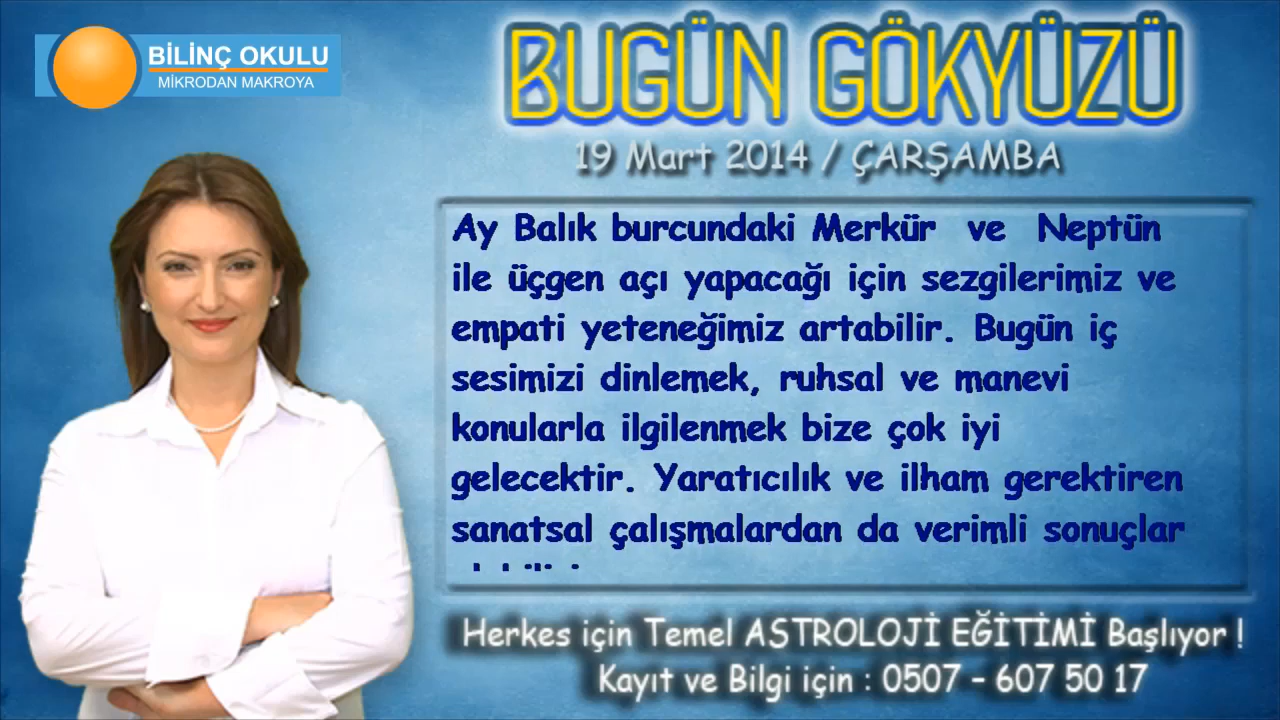 BİLİNÇ OKULU
MİKRODAN MAKROYA
BUGÜN GÖKYÜZÜ
19 Mart 2014 / ÇARŞAMBA
Ay Balık burcundaki Merkür ve Neptün
ile üçgen açı yapacağı için sezgilerimiz ve
empati yeteneğimiz artabilir. Bugün iç
sesimizi dinlemek, ruhsal ve manevi
konularla ilgilenmek bize çok iyi
gelecektir. Yaratıcılık ve ilham gerektiren
sanatsal çalışmalardan da verimli sonuçlar
Herkes için Temel ASTROLOJİ EĞİTİMİ Başlıyor !
Kayıt ve Bilgi için : 0507 – 607 50 17